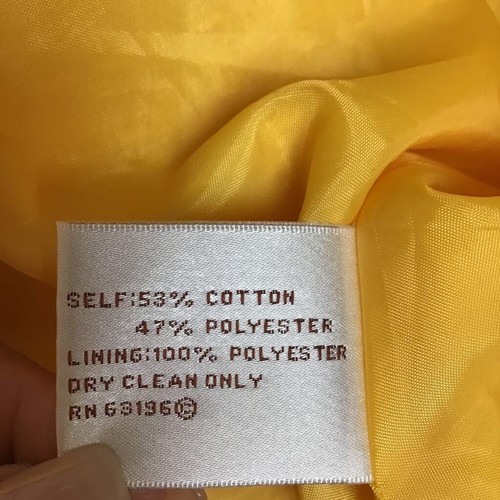 SELF:53% COTTON
47% POLYESTER
LINING:100% POLYESTER
DRY CLEAN ONLY
RN 63196©